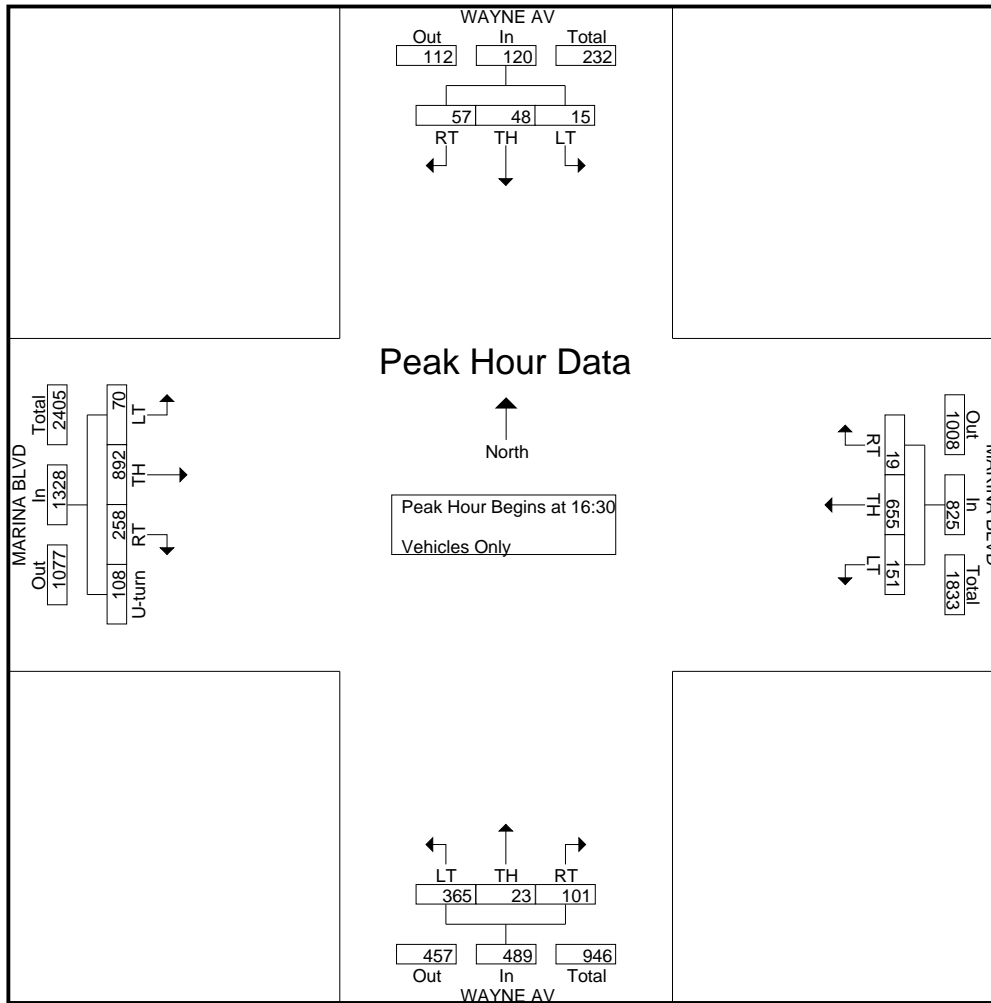 WAYNE AV
Out In Total
112 120 232
57 48 15
RT TH LT
Peak Hour Data
North
Peak Hour Begins at 16:30
Vehicles Only
MARINA BLVD
Total In Out
2405 1328 1077
70 892 258 108
LT TH RT U-turn
MARINA BLVD
Out In Total
1008 825 1833
19 655 151
RT TH LT
LT TH RT
365 23 101
457 489 946
Out In Total
WAYNE AV